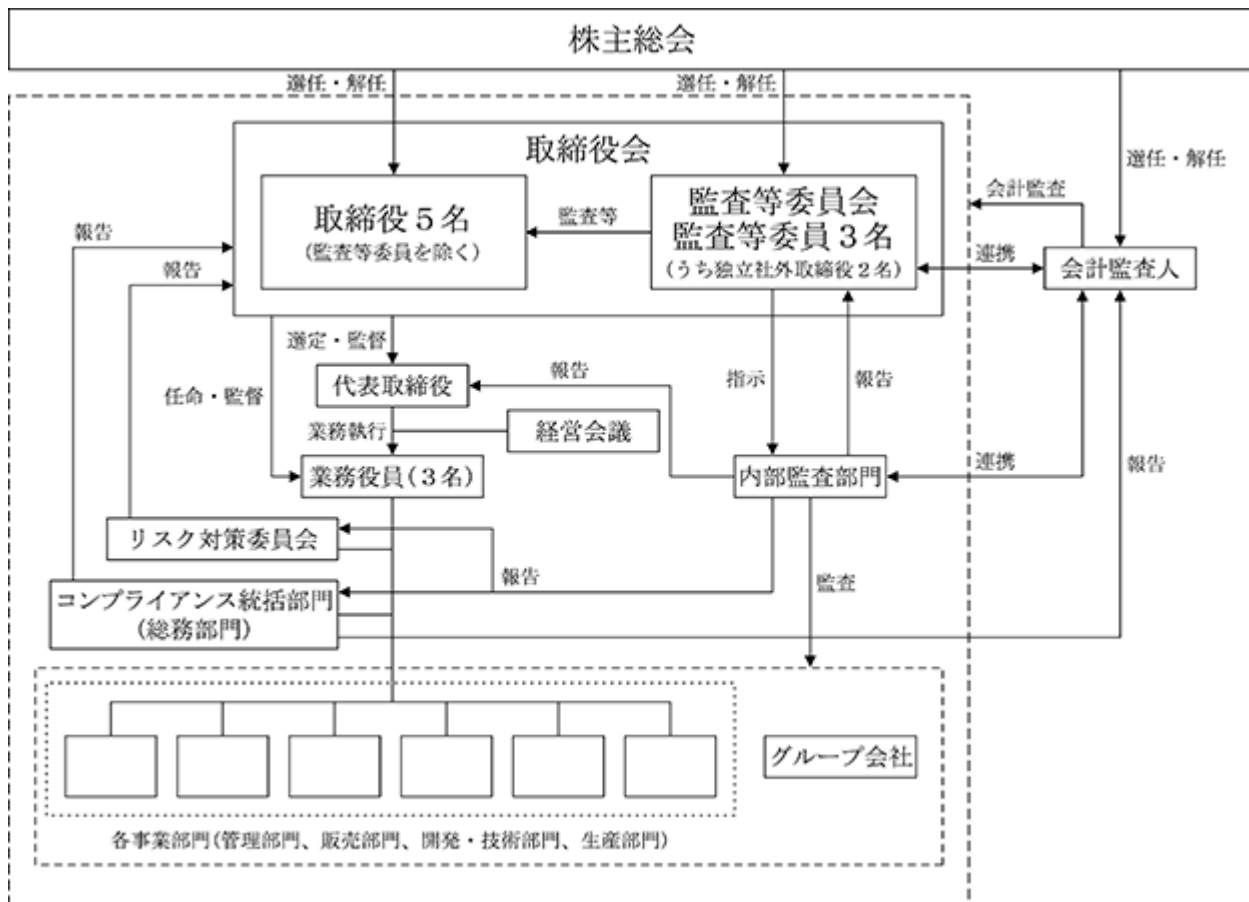 株主総会
選任・解任
選任・解任
選任・解任
取締役会
取締役５名
(監査等委員を除く)
監査等
監査等委員会
監査等委員３名
(うち独立社外取締役２名)
会計監査
連携
会計監査人
報告
報告
選定・監督
代表取締役
報告
指示
報告
任命・監督
業務執行
経営会議
業務役員(３名)
内部監査部門
連携
報告
リスク対策委員会
報告
監査
コンプライアンス統括部門
(総務部門)
グループ会社
各事業部門(管理部門、販売部門、開発・技術部門、生産部門)